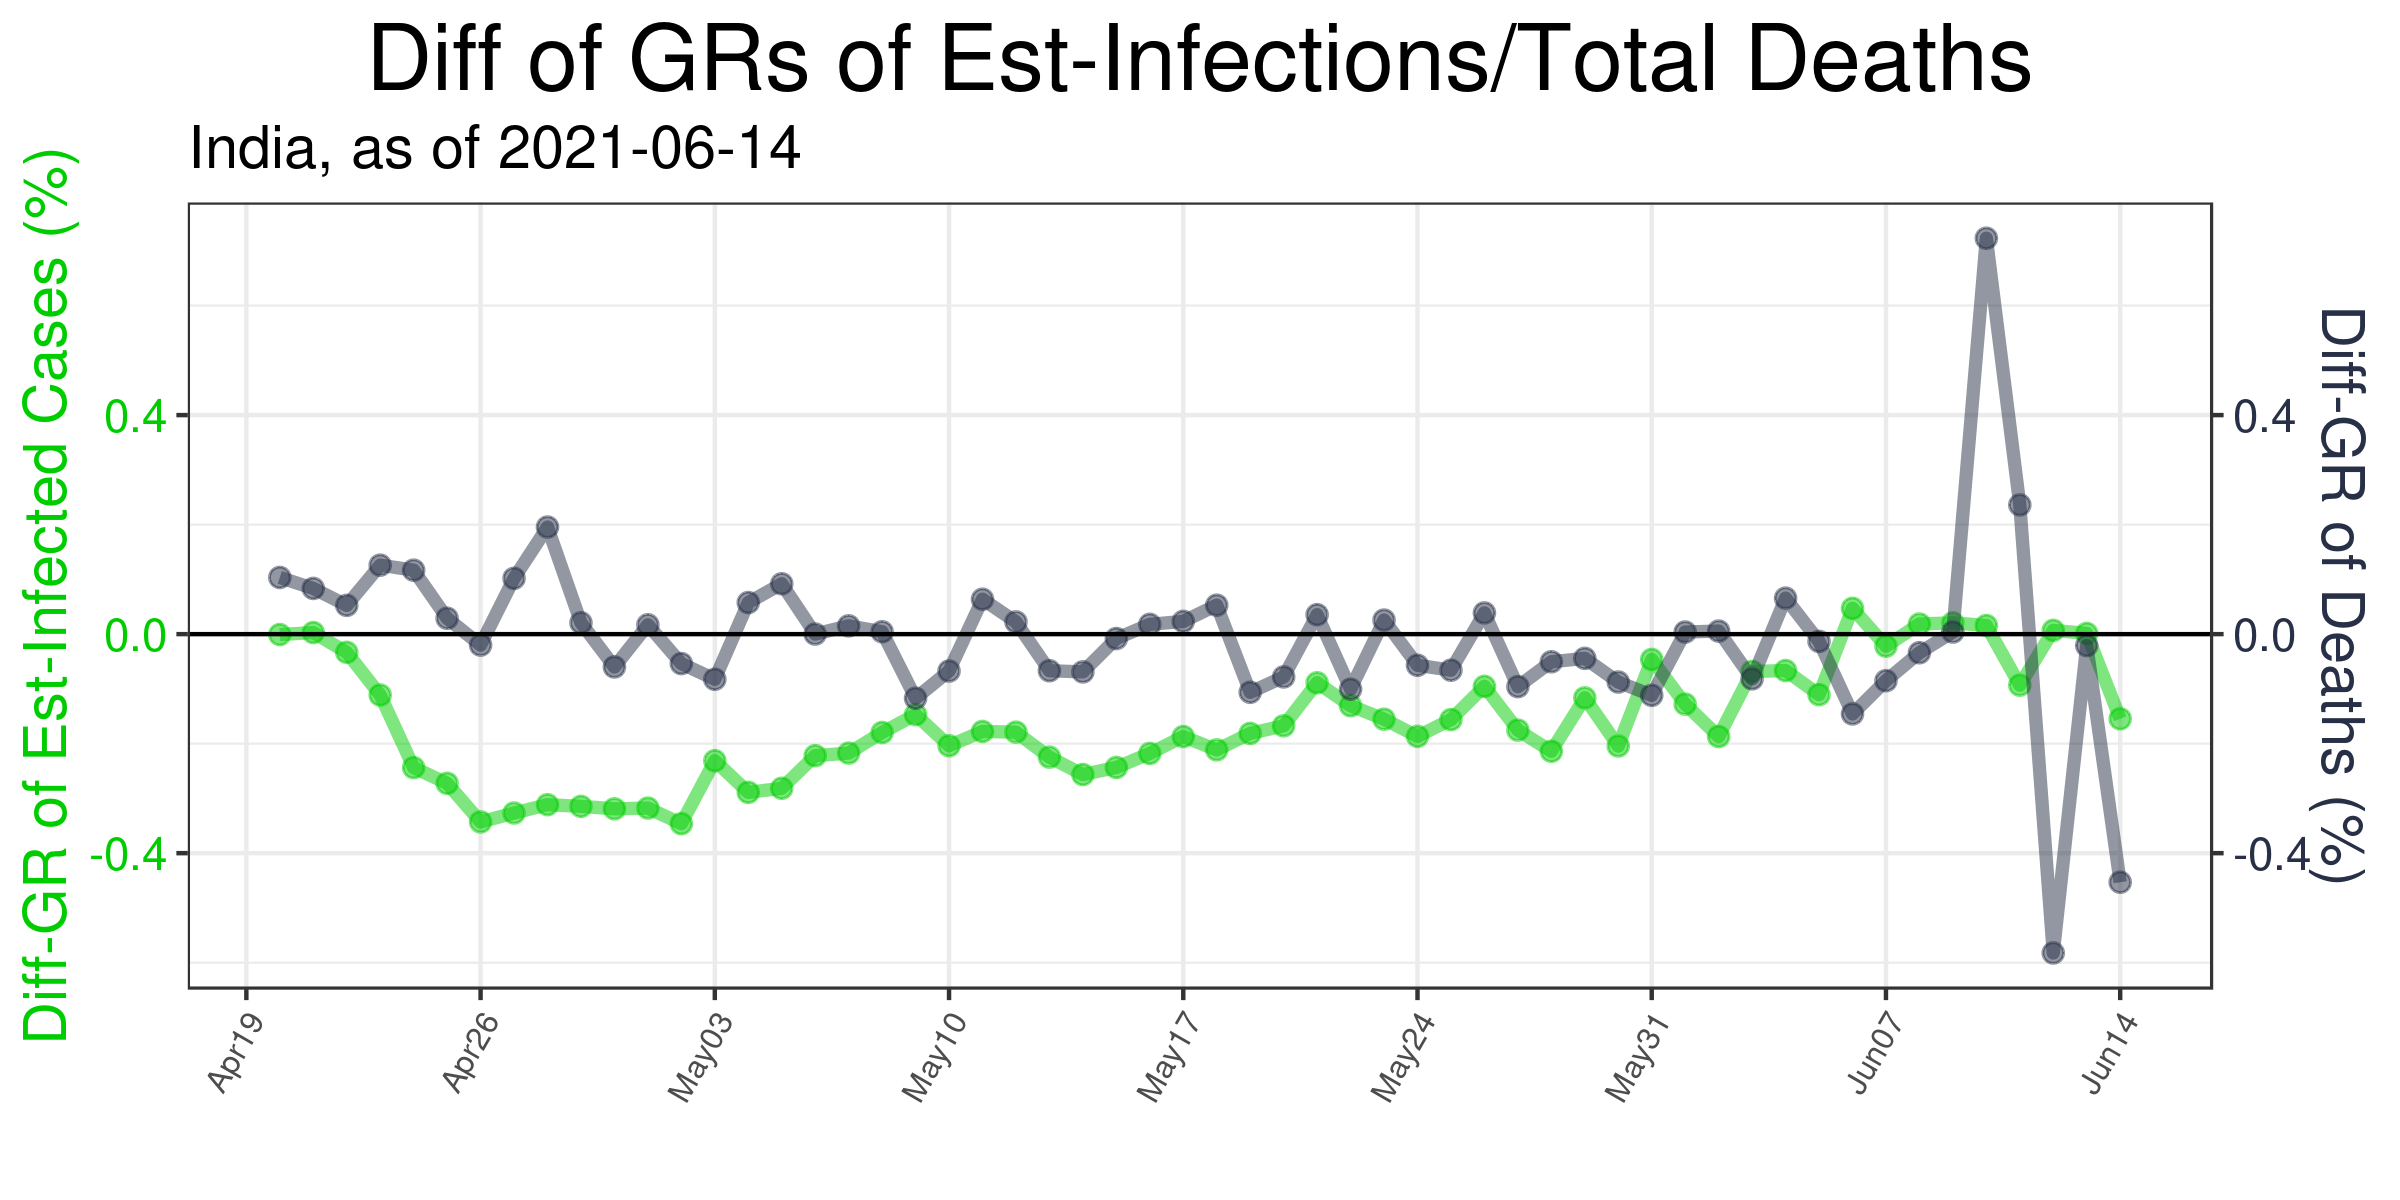 Diff of GRs of Est-Infections/Total Deaths
India, as of 2021-06-14
Diff-GR of Est-Infected Cases (%)
0.4
0.0
-0.4
0.4
0.0
-0.4
Diff-GR of Deaths (%)
Apr19
Apr26
May03
May10
May17
May24
May31
Jun07
Jun14